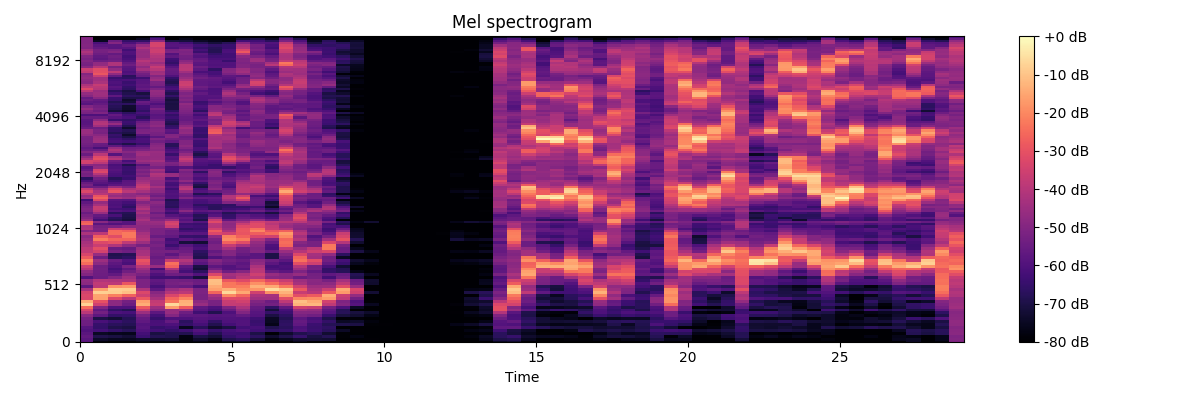 Mel spectrogram
8192
4096
2048
1024
512
0
Hz
0 5 10 15 20 25
Time
+0 dB
-10 dB
-20 dB
-30 dB
-40 dB
-50 dB
-60 dB
-70 dB
-80 dB